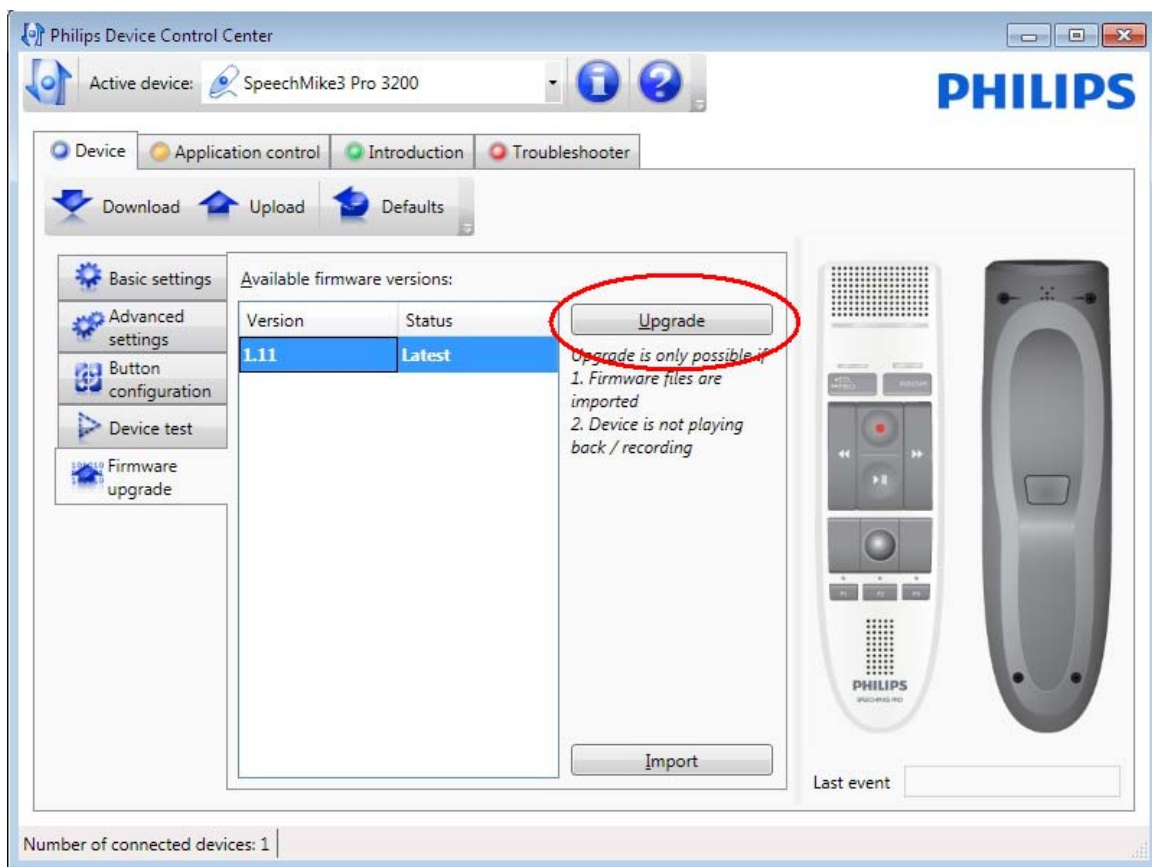 Philips Device Control Center
Active device: SpeechMike3 Pro 3200
PHILIPS
Device Application control Introduction Troubleshooter
Download Upload Defaults
Basic settings
Advanced
settings
Button
configuration
Device test
Firmware
upgrade
Available firmware versions:
Version Status
1.11 Latest
Upgrade
Upgrade is only possible if
1. Firmware files are
imported
2. Device is not playing
back / recording
Import
PHILIPS
Last event
Number of connected devices: 1